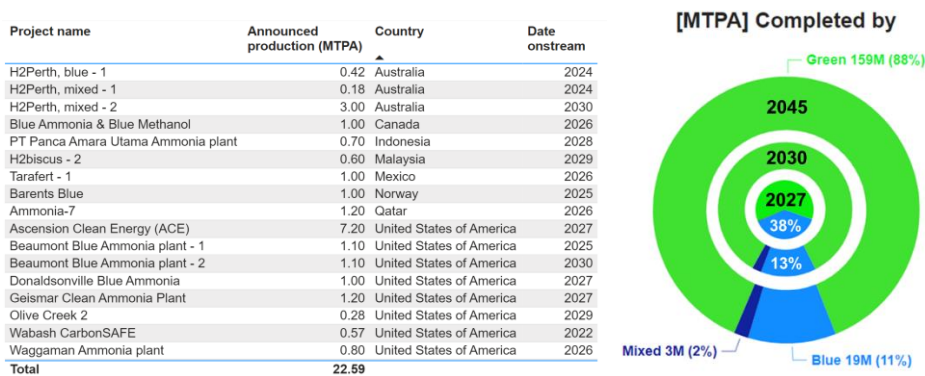 Project name Announced production (MTPA) Country Date onstream
H2Perth, blue - 1 0.42 Australia 2024
H2Perth, mixed - 1 0.18 Australia 2024
H2Perth, mixed - 2 3.00 Australia 2030
Blue Ammonia & Blue Methanol 1.00 Canada 2026
PT Panca Amara Utama Ammonia plant 0.70 Indonesia 2028
H2biscus - 2 0.60 Malaysia 2029
Tarafert - 1 1.00 Mexico 2026
Barents Blue 1.00 Norway 2025
Ammonia-7 1.20 Qatar 2026
Ascension Clean Energy (ACE) 7.20 United States of America 2027
Beaumont Blue Ammonia plant - 1 1.10 United States of America 2025
Beaumont Blue Ammonia plant - 2 1.10 United States of America 2030
Donaldsonville Blue Ammonia 1.00 United States of America 2027
Geismar Clean Ammonia Plant 1.20 United States of America 2027
Olive Creek 2 0.28 United States of America 2029
Wabash CarbonSAFE 0.57 United States of America 2022
Waggaman Ammonia plant 0.80 United States of America 2026
Total 22.59
[MTPA] Completed by
Green 159M (88%)
2045
2030
2027
38%
13%
Mixed 3M (2%)
Blue 19M (11%)